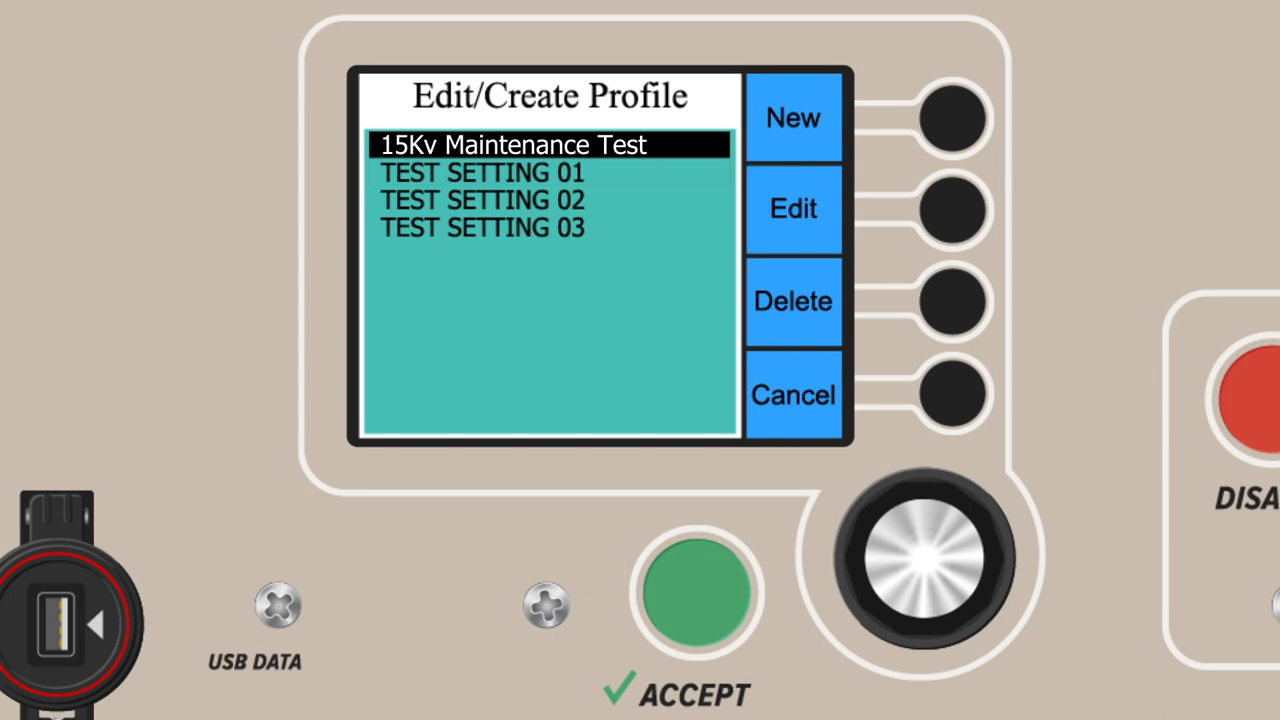 Edit/Create Profile
15Kv Maintenance Test
TEST SETTING 01
TEST SETTING 02
TEST SETTING 03
New
Edit
Delete
Cancel
DISA
USB DATA
ACCEPT